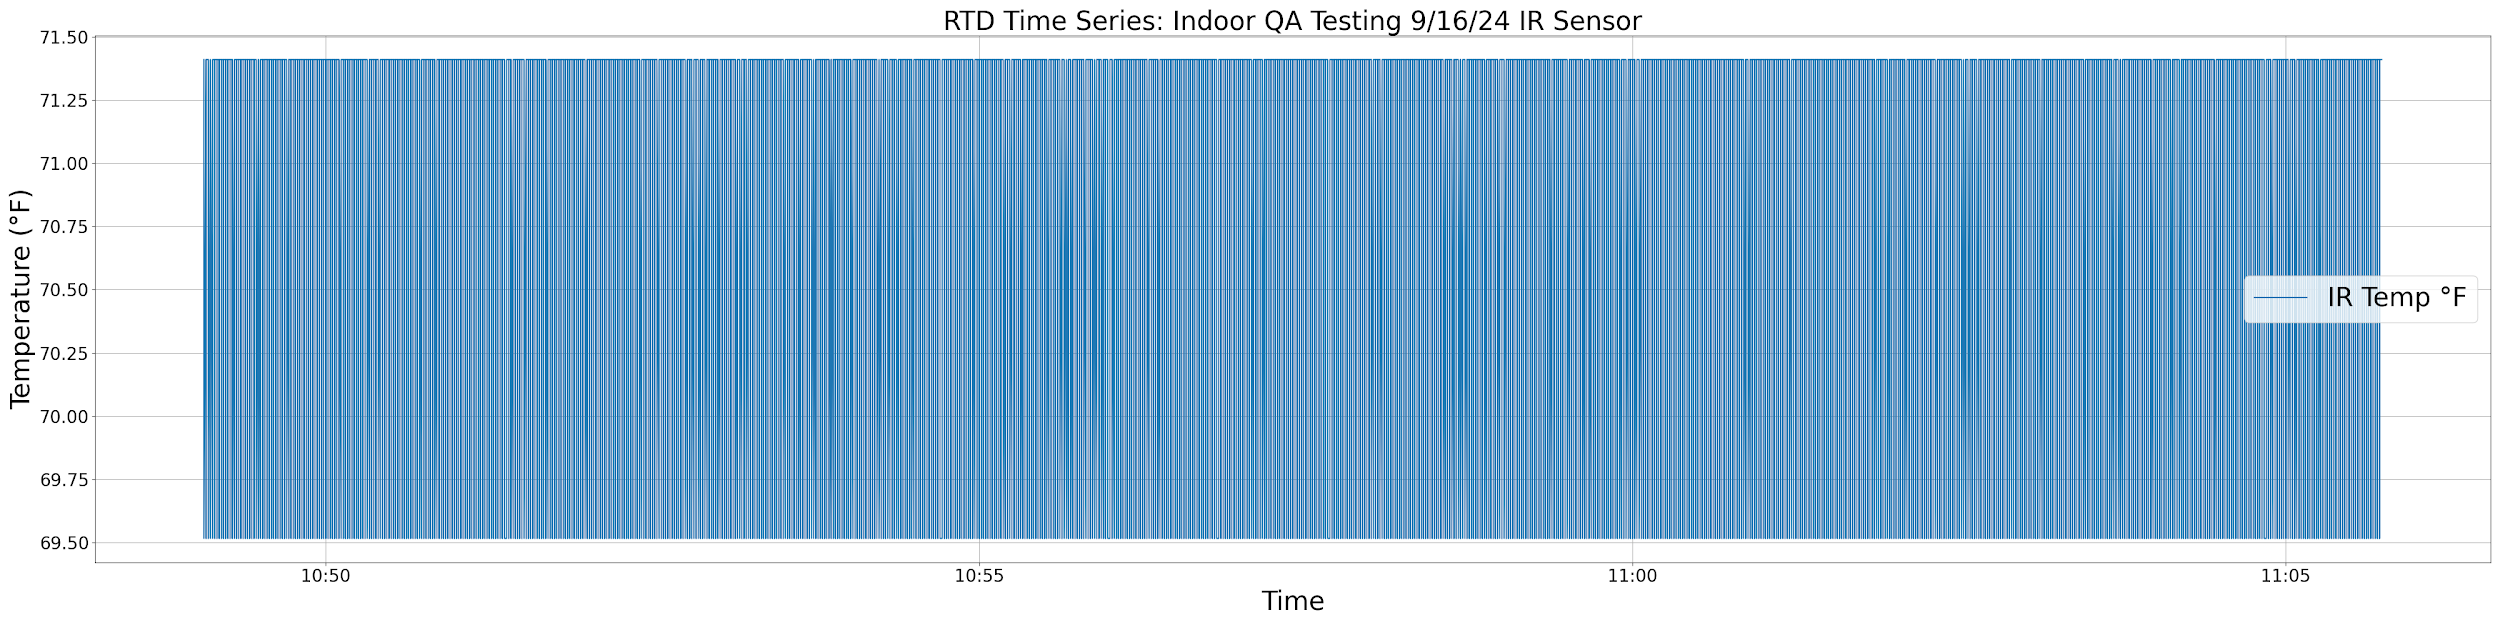 RTD Time Series: Indoor QA Testing 9/16/24 IR Sensor
71.50
71.25
71.00
70.75
70.50
70.25
70.00
69.75
69.50
Temperature (°F)
IR Temp °F
10:50 10:55 11:00 11:05
Time